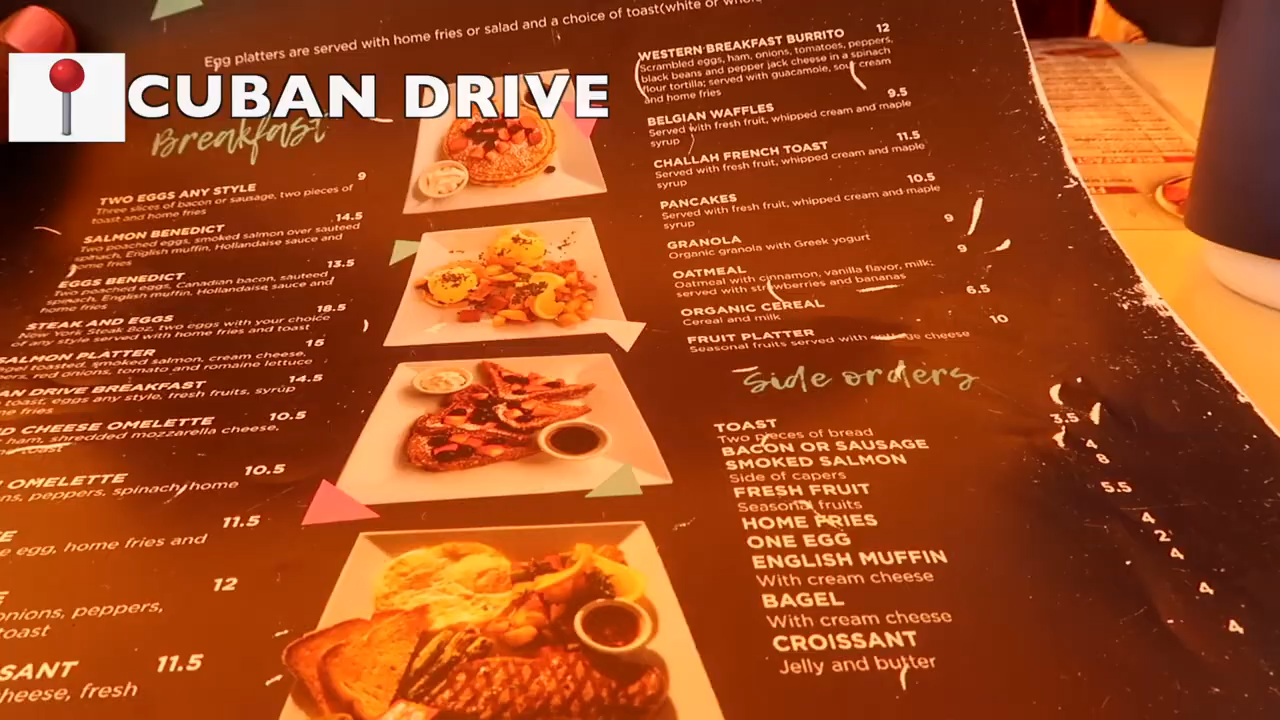 Egg platters are served with home fries or salad and a choice of toast(white or
CUBAN DRIVE
Breakfast
TWO EGGS ANY STYLE 9
Three slices of bacon or sausage, two pieces of
toast and home fries
SALMON BENEDICT 14.5
Two poached eggs, smoked salmon over sauteed
spinach, English muffin, Hollandaise sauce and
home fries
EGGS BENEDICT 13.5
Two poached eggs, Canadian bacon, sauteed
spinach, English muffin, Hollandaise sauce and
home fries
STEAK AND EGGS 18.5
New York Steak 8oz, two eggs with your choice
of any style served with home fries and toast
SALMON PLATTER 15
toasted, smoked salmon, cream cheese,
red onions, tomato and romaine lettuce
DRIVE BREAKFAST 14.5
toast, eggs any style, fresh fruits, syrup
fries
CHEESE OMELETTE 10.5
ham, shredded mozzarella cheese,
toast
OMELETTE 10.5
peppers, spinach, home
11.5
egg, home fries and
12
onions, peppers,
toast
11.5
cheese, fresh
WESTERN BREAKFAST BURRITO 12
Scrambled eggs, ham, onions, tomatoes, peppers,
black beans and pepper jack cheese in a spinach
flour tortilla; served with guacamole, sour cream
and home fries
BELGIAN WAFFLES 9.5
Served with fresh fruit, whipped cream and maple
syrup
CHALLAH FRENCH TOAST 11.5
Served with fresh fruit, whipped cream and maple
syrup
PANCAKES 10.5
Served with fresh fruit, whipped cream and maple
syrup
GRANOLA 9
Organic granola with Greek yogurt
OATMEAL 9
Oatmeal with cinnamon, vanilla flavor, milk;
served with strawberries and bananas
ORGANIC CEREAL 6.5
Cereal and milk
FRUIT PLATTER 10
Seasonal fruits served with cheese
Side orders
TOAST 3.5
Two pieces of bread
BACON OR SAUSAGE 4
SMOKED SALMON 8
Side of capers
FRESH FRUIT 5.5
Seasonal fruits
HOME FRIES 4
ONE EGG 2
ENGLISH MUFFIN 4
With cream cheese
BAGEL 4
With cream cheese
CROISSANT 4
Jelly and butter